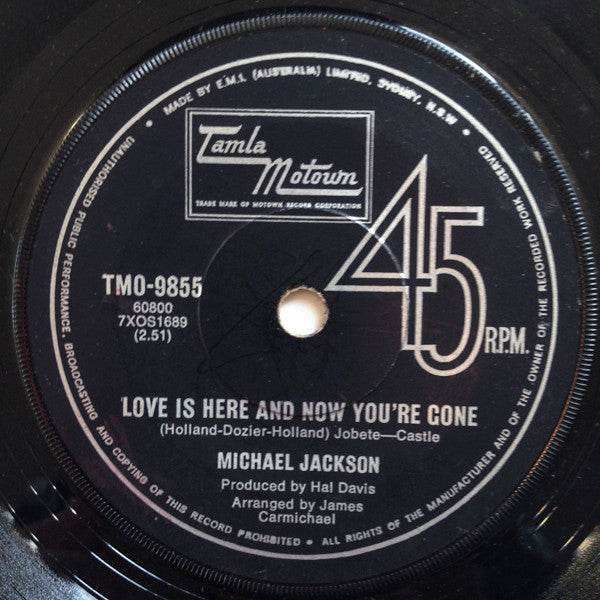 MADE BY E.M.I. (AUSTRALIA) LIMITED, SYDNEY, N.S.W •
ALL RIGHTS OF THE MANUFACTURER AND OF THE OWNER OF THE RECORDED WORK RESERVED
UNAUTHORISED PUBLIC PERFORMANCE, BROADCASTING AND COPYING OF THIS RECORD PROHIBITED •
Tamla
Motown
TRADE MARK OF MOTOWN RECORD CORPORATION
45
R.P.M.
TMO-9855
60800
7XOS1689
(2.51)
LOVE IS HERE AND NOW YOU'RE GONE
(Holland-Dozier-Holland) Jobete—Castle
MICHAEL JACKSON
Produced by Hal Davis
Arranged by James
Carmichael